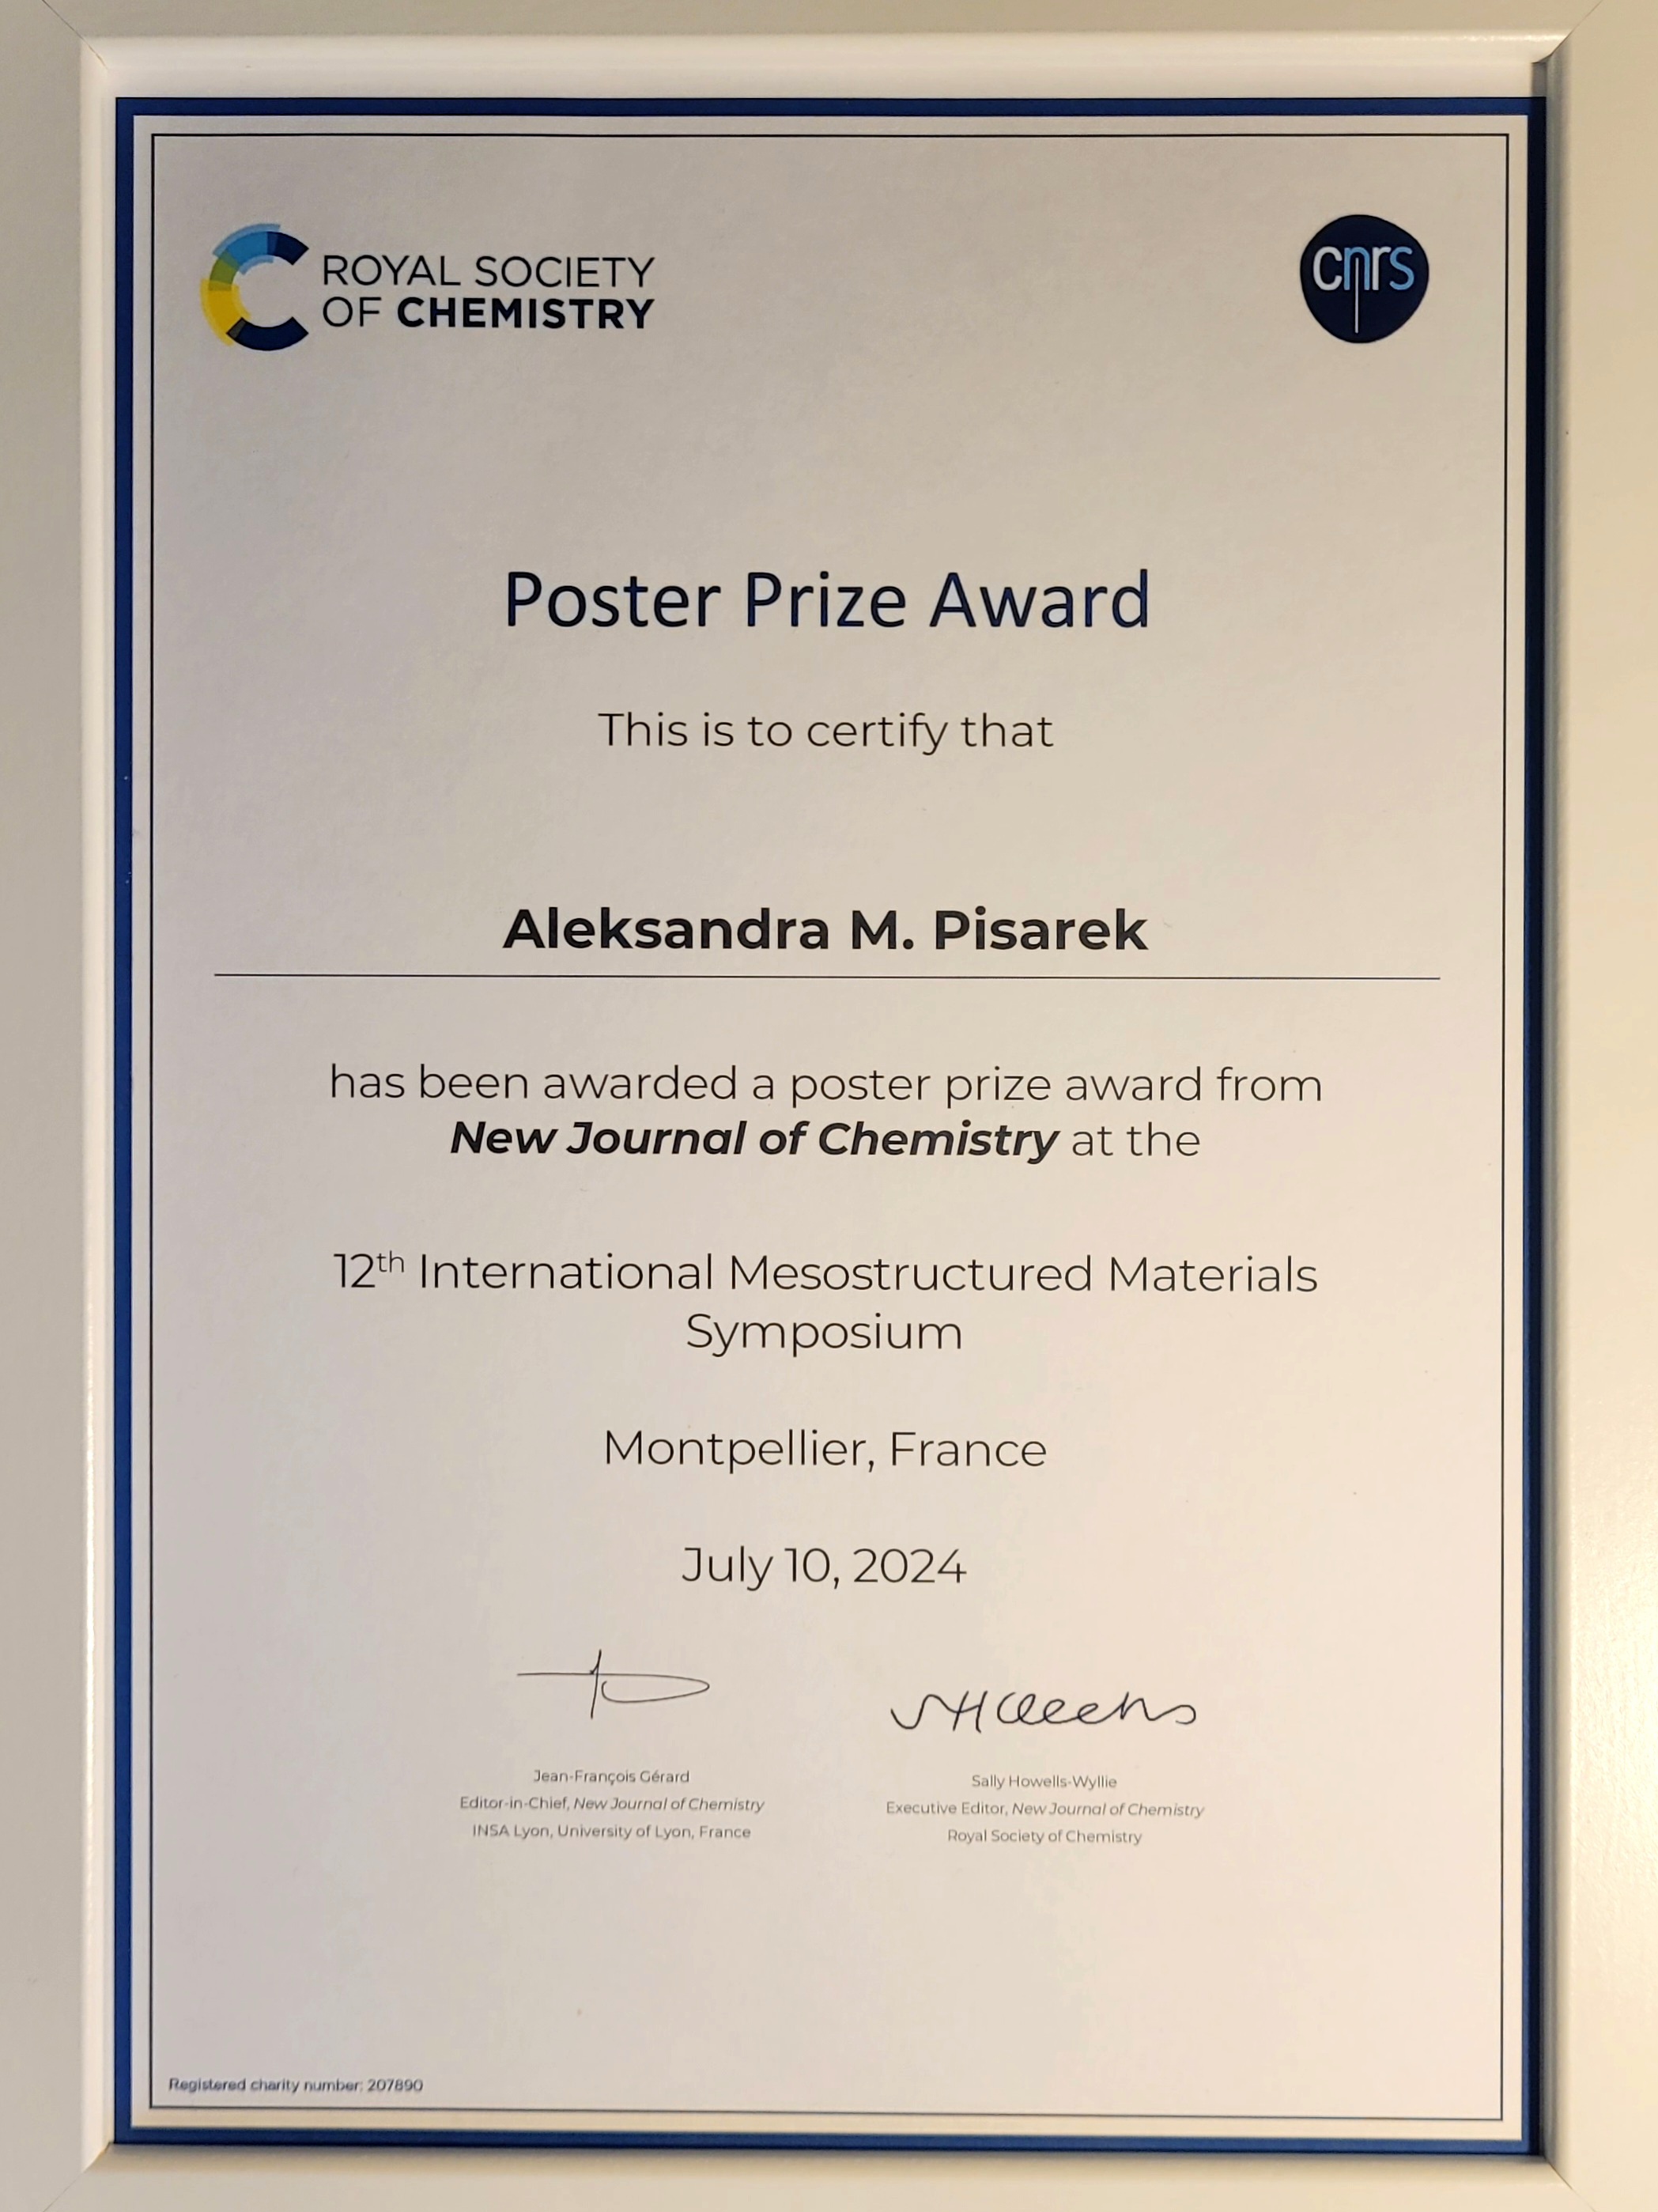 ROYAL SOCIETY
OF CHEMISTRY
cnrs
Poster Prize Award
This is to certify that
Aleksandra M. Pisarek
has been awarded a poster prize award from
New Journal of Chemistry at the
12th International Mesostructured Materials
Symposium
Montpellier, France
July 10, 2024
Jean-François Gérard
Editor-in-Chief, New Journal of Chemistry
INSA Lyon, University of Lyon, France
Sally Howells-Wyllie
Executive Editor, New Journal of Chemistry
Royal Society of Chemistry
Registered charity number: 207890